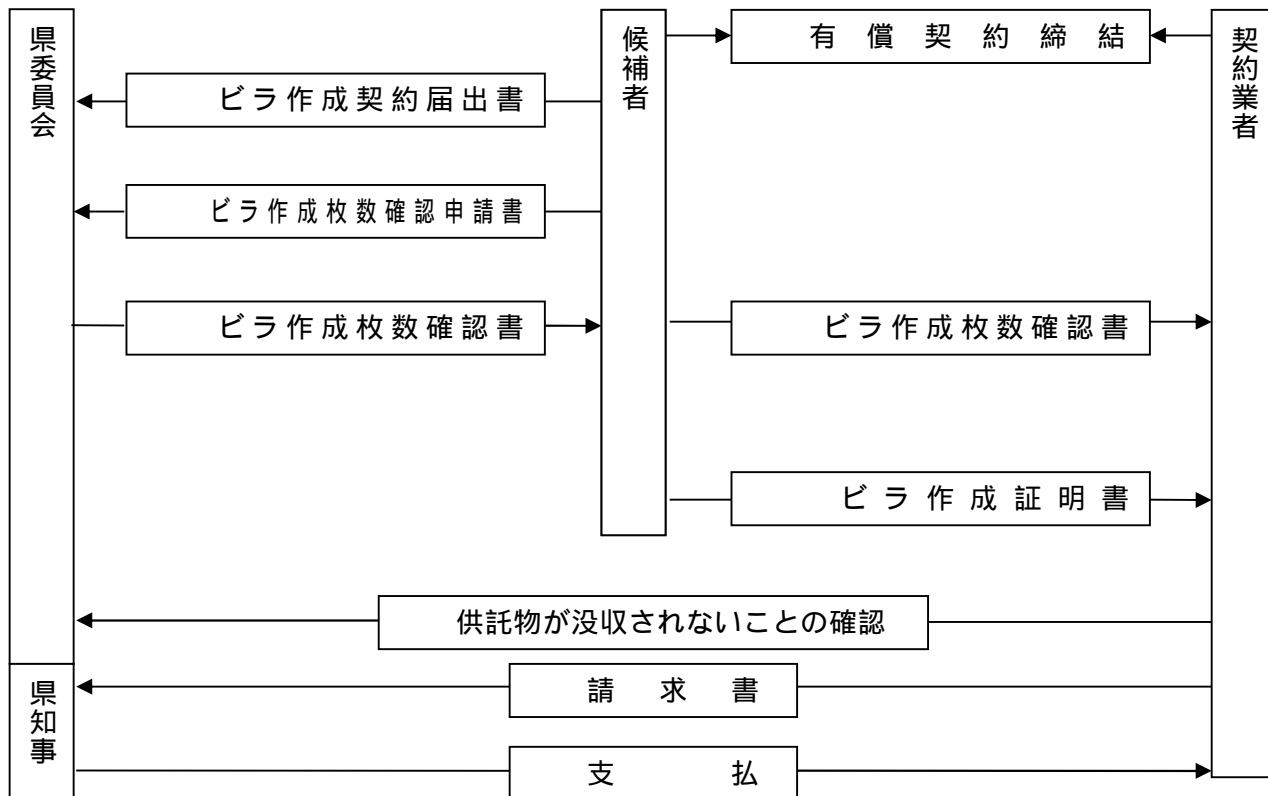 県委員会
候補者
有償契約締結
契約業者
ビラ作成契約届出書
ビラ作成枚数確認申請書
ビラ作成枚数確認書
ビラ作成枚数確認書
ビラ作成証明書
供託物が没収されないことの確認
県知事
請求書
支払